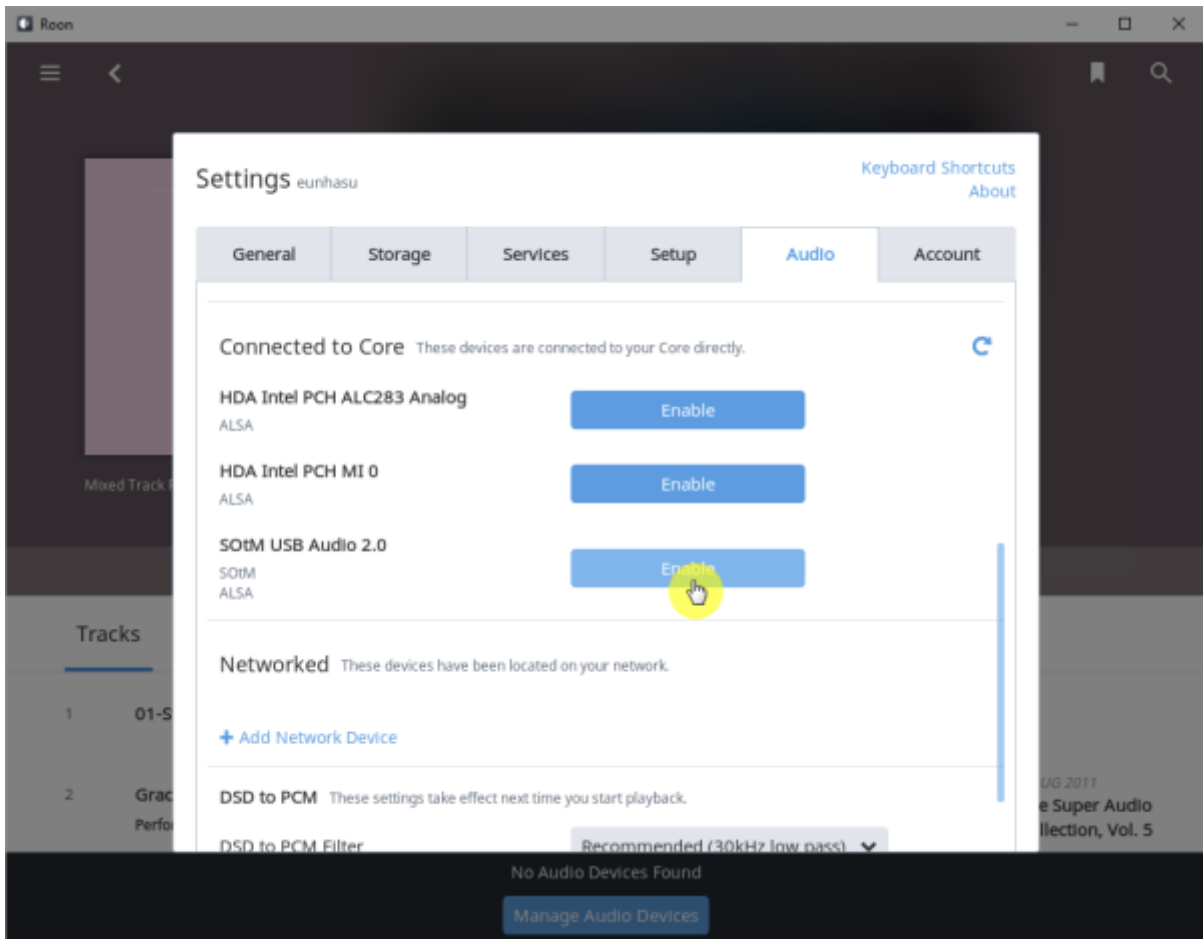 Roon
Settings eunhasu
Keyboard Shortcuts
About
General Storage Services Setup Audio Account
Connected to Core These devices are connected to your Core directly.
HDA Intel PCH ALC283 Analog
ALSA
Enable
HDA Intel PCH MI 0
ALSA
Enable
SOtM USB Audio 2.0
SOtM
ALSA
Enable
Networked These devices have been located on your network.
+ Add Network Device
DSD to PCM These settings take effect next time you start playback.
DSD to PCM Filter Recommended (30kHz low pass)
Mixed Track
Tracks
1 01-S
2 Grac
Perfo
UG 2011
e Super Audio
llection, Vol. 5
No Audio Devices Found
Manage Audio Devices